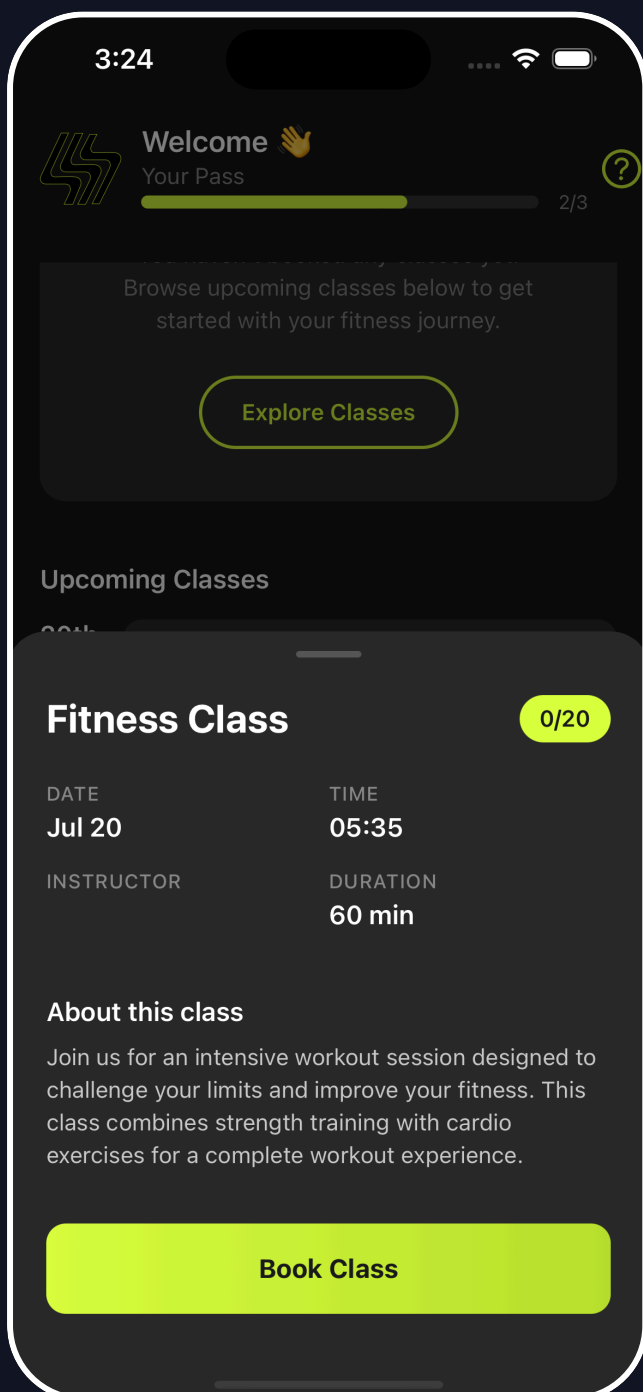 3:24
Welcome 👋
Your Pass
2/3
?
Browse upcoming classes below to get
started with your fitness journey.
Explore Classes
Upcoming Classes
Fitness Class
0/20
DATE
TIME
Jul 20
05:35
INSTRUCTOR
DURATION
60 min
About this class
Join us for an intensive workout session designed to
challenge your limits and improve your fitness. This
class combines strength training with cardio
exercises for a complete workout experience.
Book Class